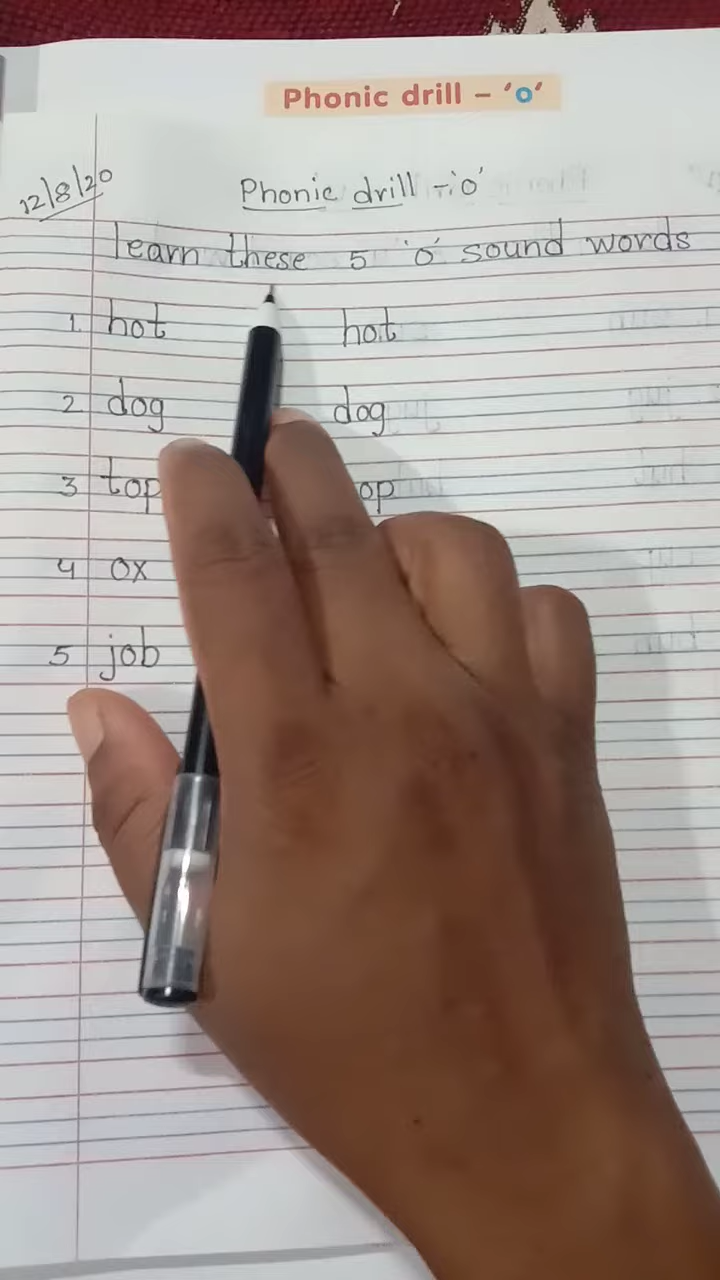 Phonic drill - 'o'
12/8/20
Phonic drill - 'o'
learn these 5 'o' sound words
1. hot hot
2 dog dog
3 top op
4 ox
5 job